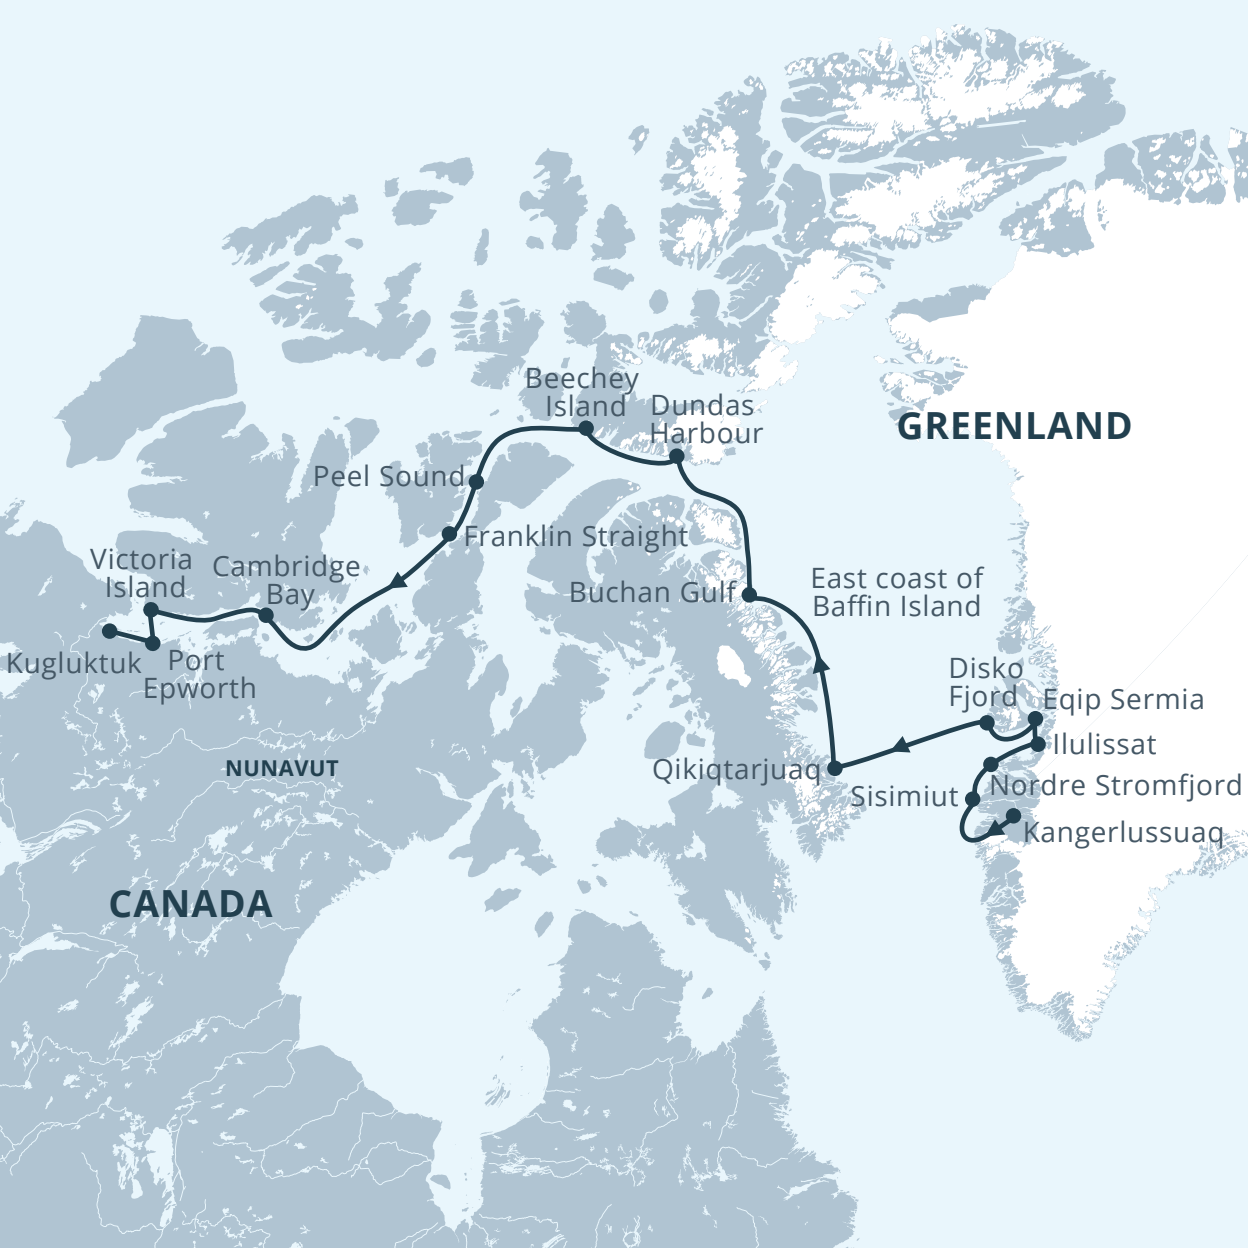 Beechey
Island
Dundas
Harbour
GREENLAND
Peel Sound
Franklin Straight
Victoria
Island
Cambridge
Bay
Buchan Gulf
East coast of
Baffin Island
Kugluktuk
Port
Epworth
Disko
Fjord
Eqip Sermia
Ilulissat
NUNAVUT
Qikiqtarjuaq
Nordre Stromfjord
Sisimiut
Kangerlussuaq
CANADA